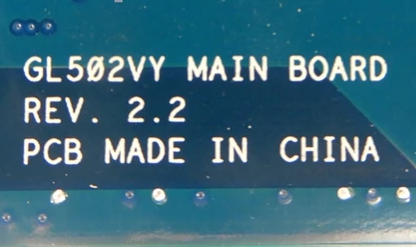 GL502VY MAIN BOARD
REV. 2.2
PCB MADE IN CHINA